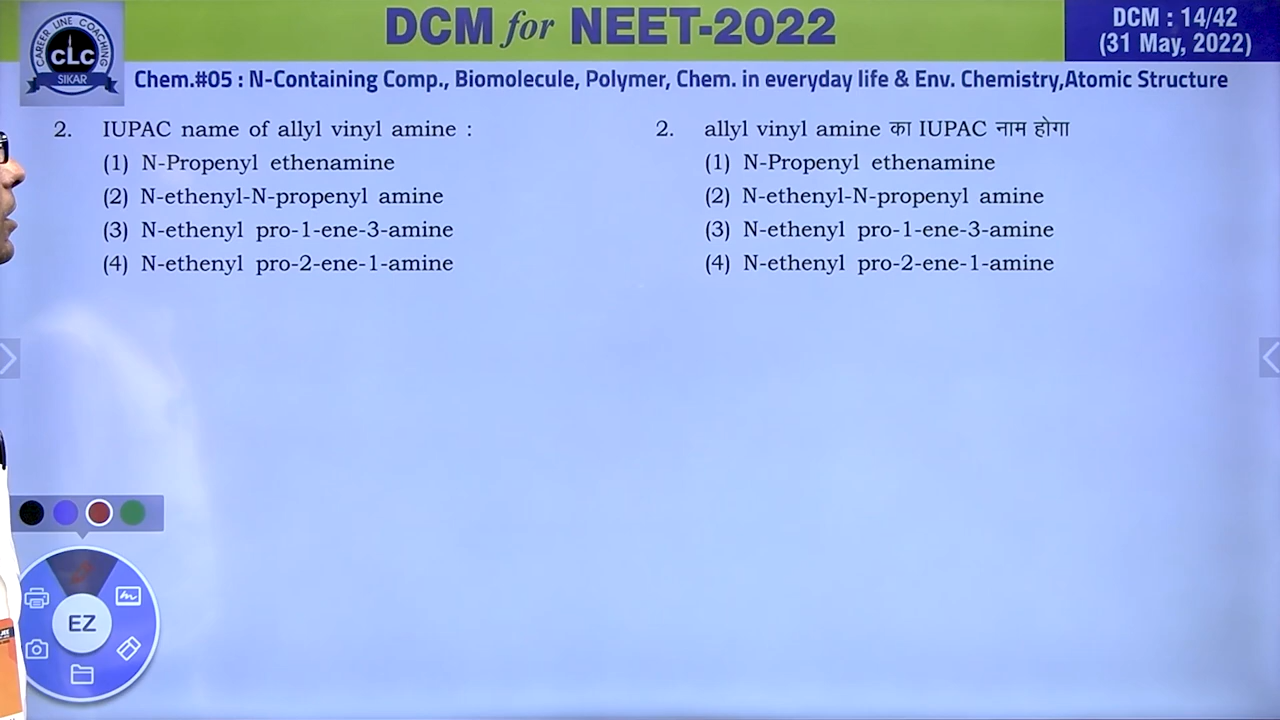 DCM for NEET-2022
DCM : 14/42
(31 May, 2022)
CAREER LINE COACHING
CLC
SIKAR
Chem.#05 : N-Containing Comp., Biomolecule, Polymer, Chem. in everyday life & Env. Chemistry,Atomic Structure
2. IUPAC name of allyl vinyl amine :
(1) N-Propenyl ethenamine
(2) N-ethenyl-N-propenyl amine
(3) N-ethenyl pro-1-ene-3-amine
(4) N-ethenyl pro-2-ene-1-amine
2. allyl vinyl amine का IUPAC नाम होगा
(1) N-Propenyl ethenamine
(2) N-ethenyl-N-propenyl amine
(3) N-ethenyl pro-1-ene-3-amine
(4) N-ethenyl pro-2-ene-1-amine
EZ